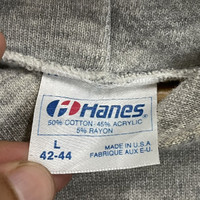 Hanes
50% COTTON 45% ACRYLIC
5% RAYON
L
42-44
MADE IN U.S.A.
FABRIQUE AUX E-U.